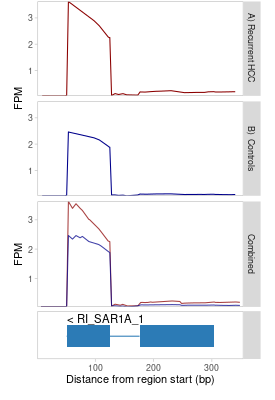 3
2
1
A) Recurrent HCC
FPM
3
2
1
B) Controls
3
2
1
Combined
FPM
< RI_SAR1A_1
100
200
300
Distance from region start (bp)